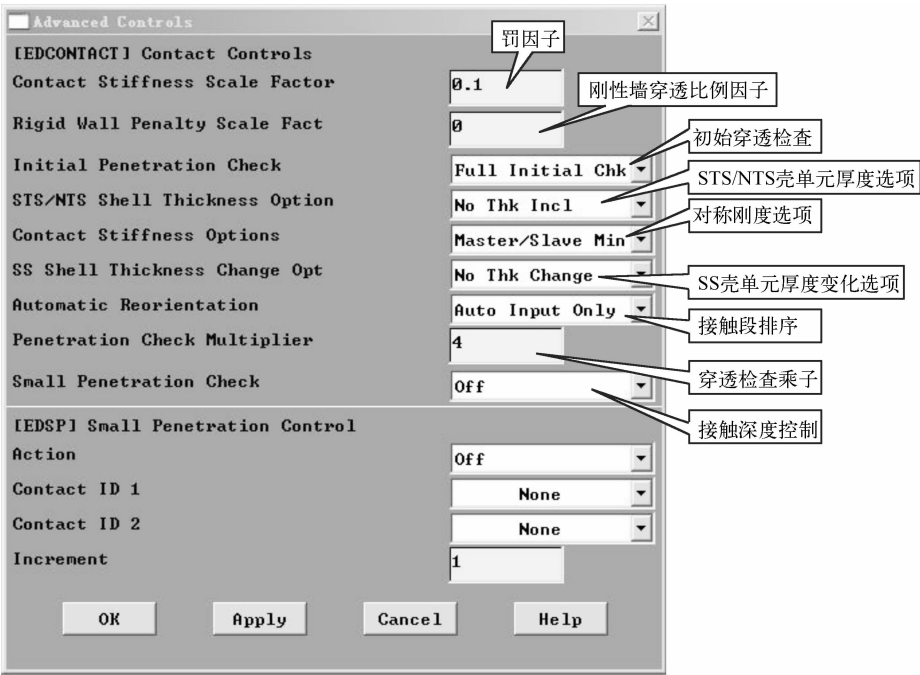 Advanced Controls
[EDCONTACT] Contact Controls
罚因子
Contact Stiffness Scale Factor
0.1
刚性墙穿透比例因子
Rigid Wall Penalty Scale Fact
0
初始穿透检查
Initial Penetration Check
Full Initial Chk
STS/NTS壳单元厚度选项
STS/NTS Shell Thickness Option
No Thk Incl
对称刚度选项
Contact Stiffness Options
Master/Slave Min
SS Shell Thickness Change Opt
No Thk Change
SS壳单元厚度变化选项
Automatic Reorientation
Auto Input Only
接触段排序
Penetration Check Multiplier
4
穿透检查乘子
Small Penetration Check
Off
接触深度控制
[EDSP] Small Penetration Control
Action
Off
Contact ID 1
None
Contact ID 2
None
Increment
1
OK
Apply
Cancel
Help